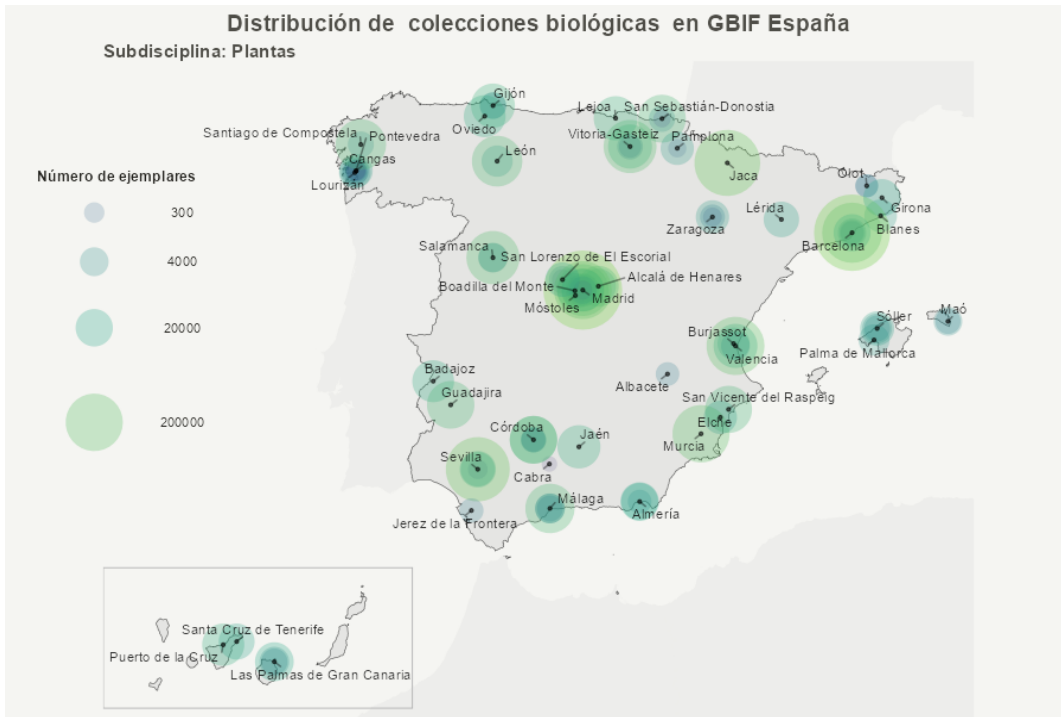 Distribución de colecciones biológicas en GBIF España
Subdisciplina: Plantas
Gijón
Oviedo
Lejoa
San Sebastián-Donostia
Santiago de Compostela
Pontevedra
Vitoria-Gasteiz
Pamplona
León
Cangas
Jaca
Lourizán
Olot
Número de ejemplares
300
4000
20000
200000
Girona
Lérida
Zaragoza
Blanes
Barcelona
Salamanca
San Lorenzo de El Escorial
Alcalá de Henares
Boadilla del Monte
Madrid
Móstoles
Maó
Sóller
Palma de Mallorca
Burjassot
Valencia
Badajoz
Albacete
Guadajira
San Vicente del Raspeig
Elche
Córdoba
Jaén
Murcia
Sevilla
Cabra
Málaga
Almería
Jerez de la Frontera
Santa Cruz de Tenerife
Puerto de la Cruz
Las Palmas de Gran Canaria